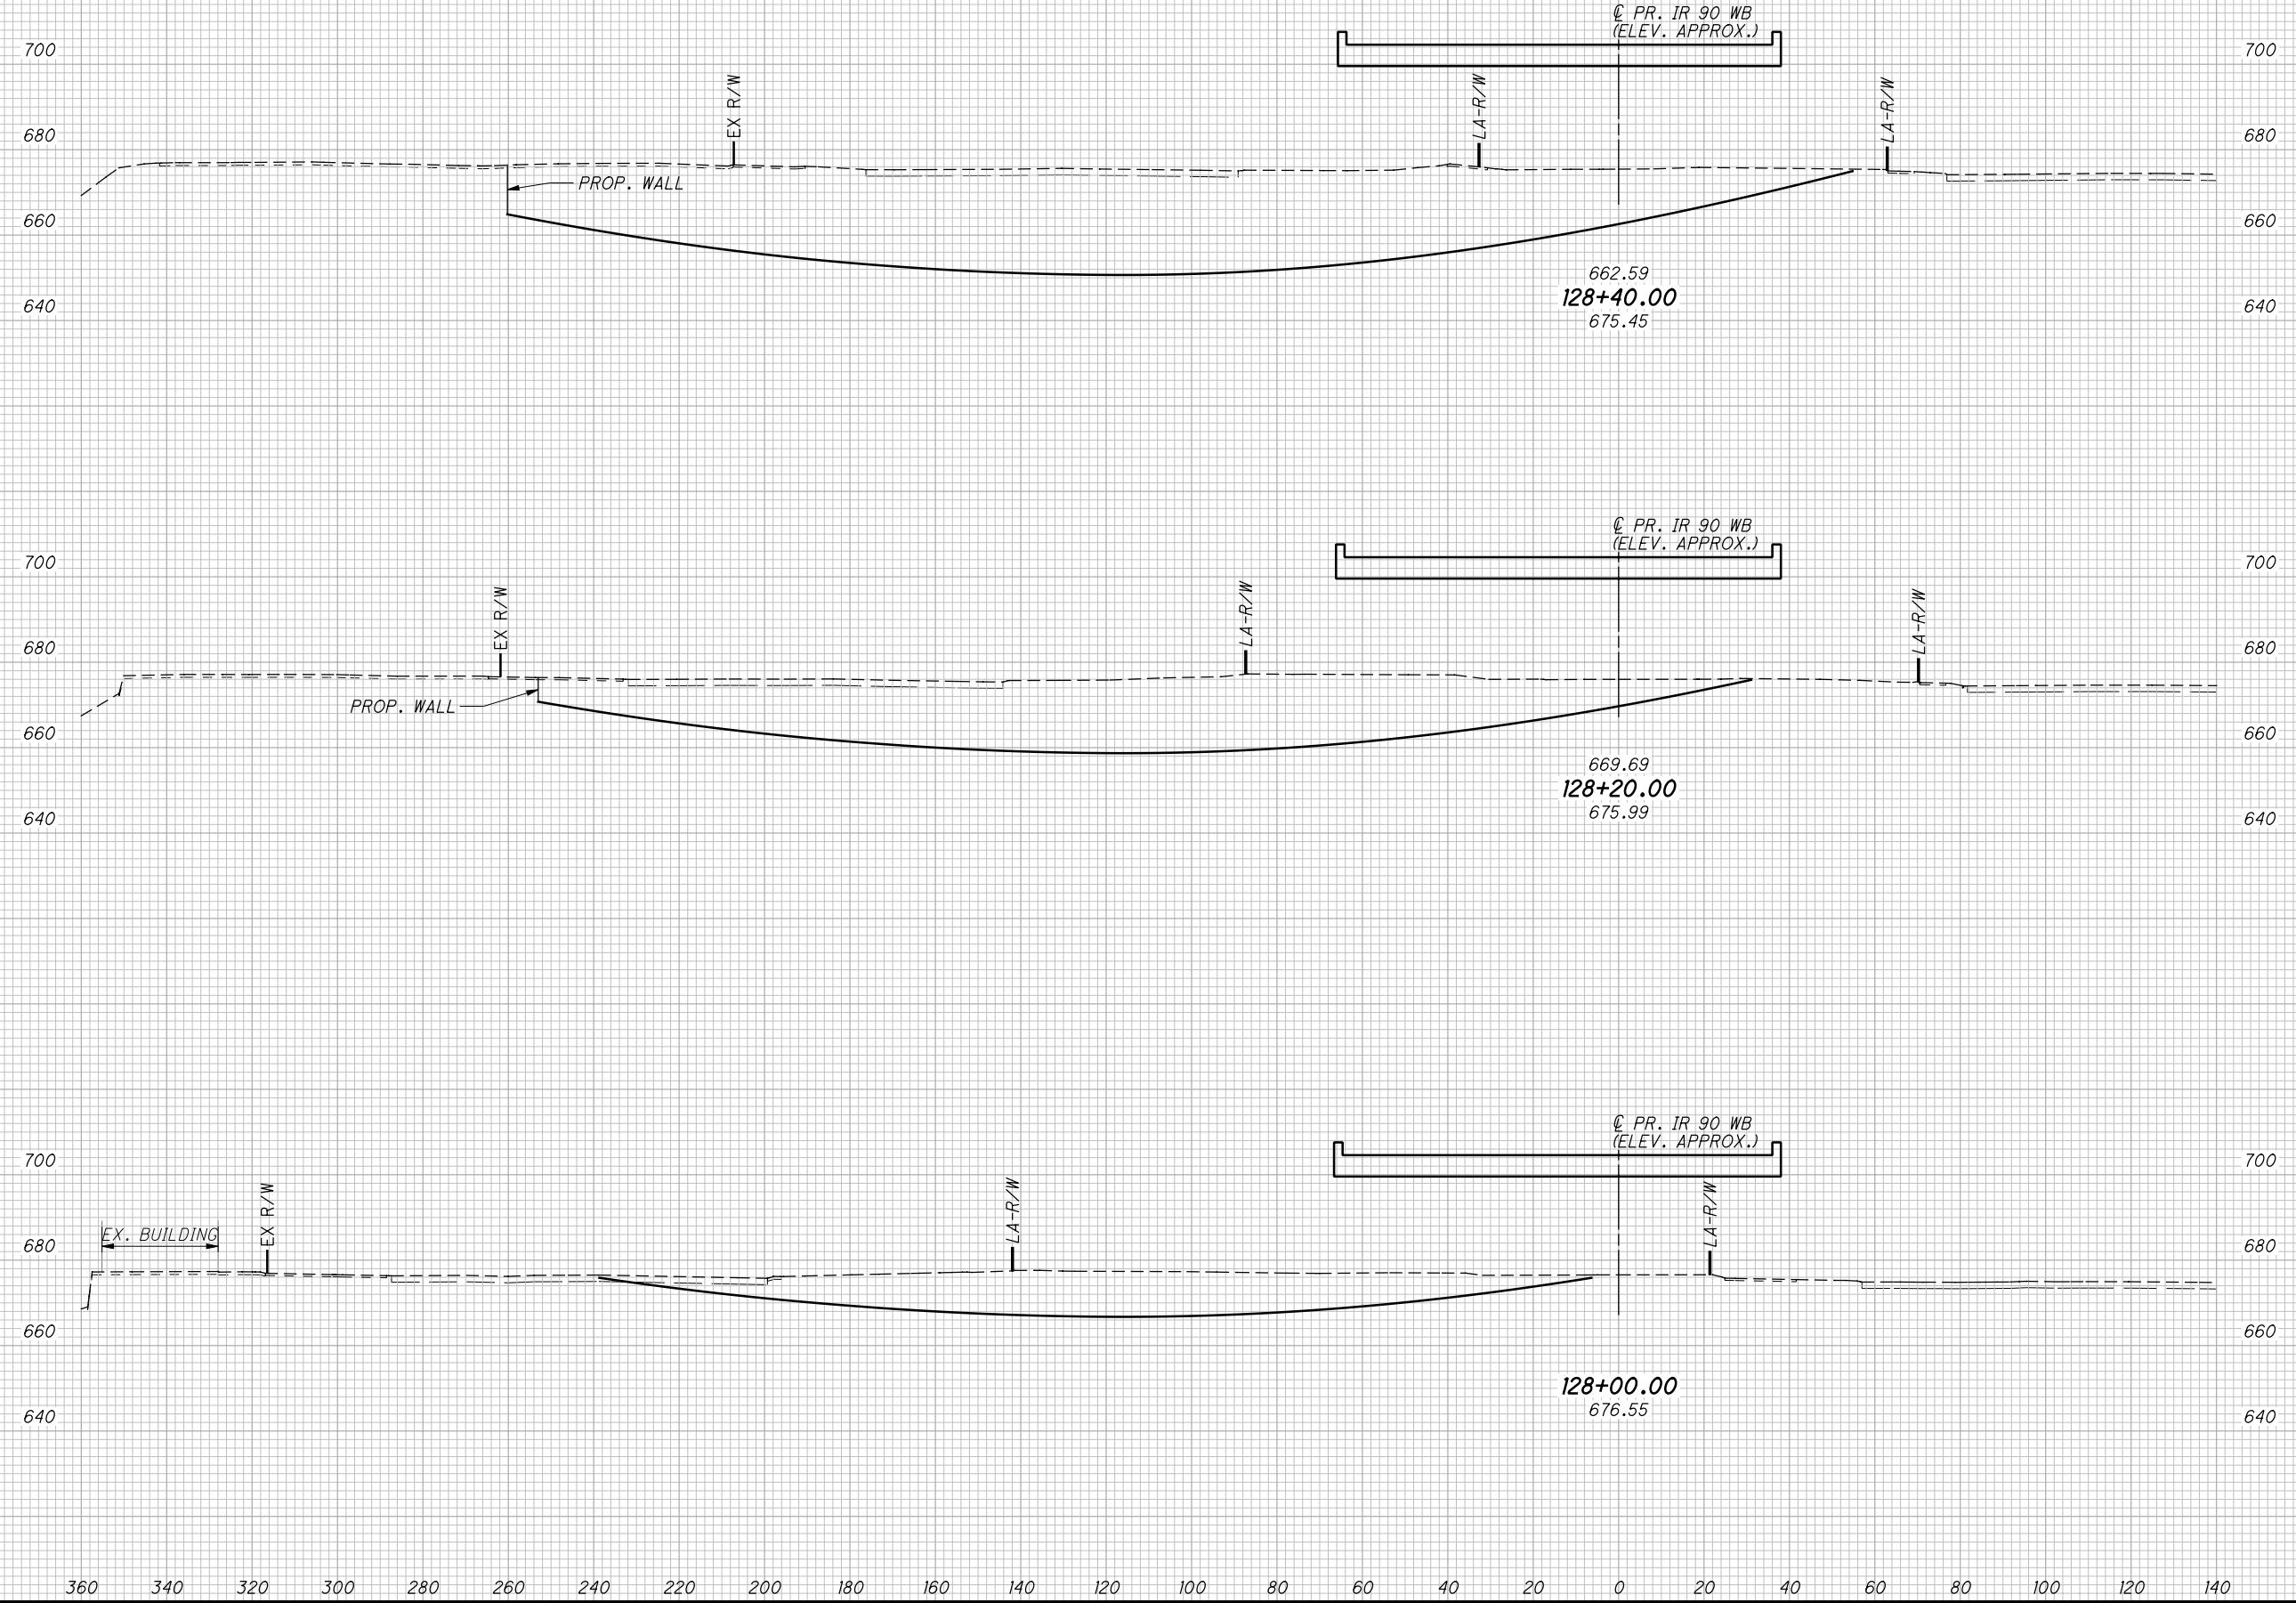 ℄ PR. IR 90 WB
(ELEV. APPROX.)
700 700
EX R/W
LA-R/W
LA-R/W
680 680
PROP. WALL
660 660
662.59
640 128+40.00 640
675.45
℄ PR. IR 90 WB
(ELEV. APPROX.)
700 700
EX R/W
LA-R/W
LA-R/W
680 680
PROP. WALL
660 660
669.69
128+20.00
640 675.99 640
℄ PR. IR 90 WB
(ELEV. APPROX.)
700 700
EX R/W
LA-R/W
LA-R/W
EX. BUILDING
680 680
660 660
128+00.00
640 676.55 640
360 340 320 300 280 260 240 220 200 180 160 140 120 100 80 60 40 20 0 20 40 60 80 100 120 140